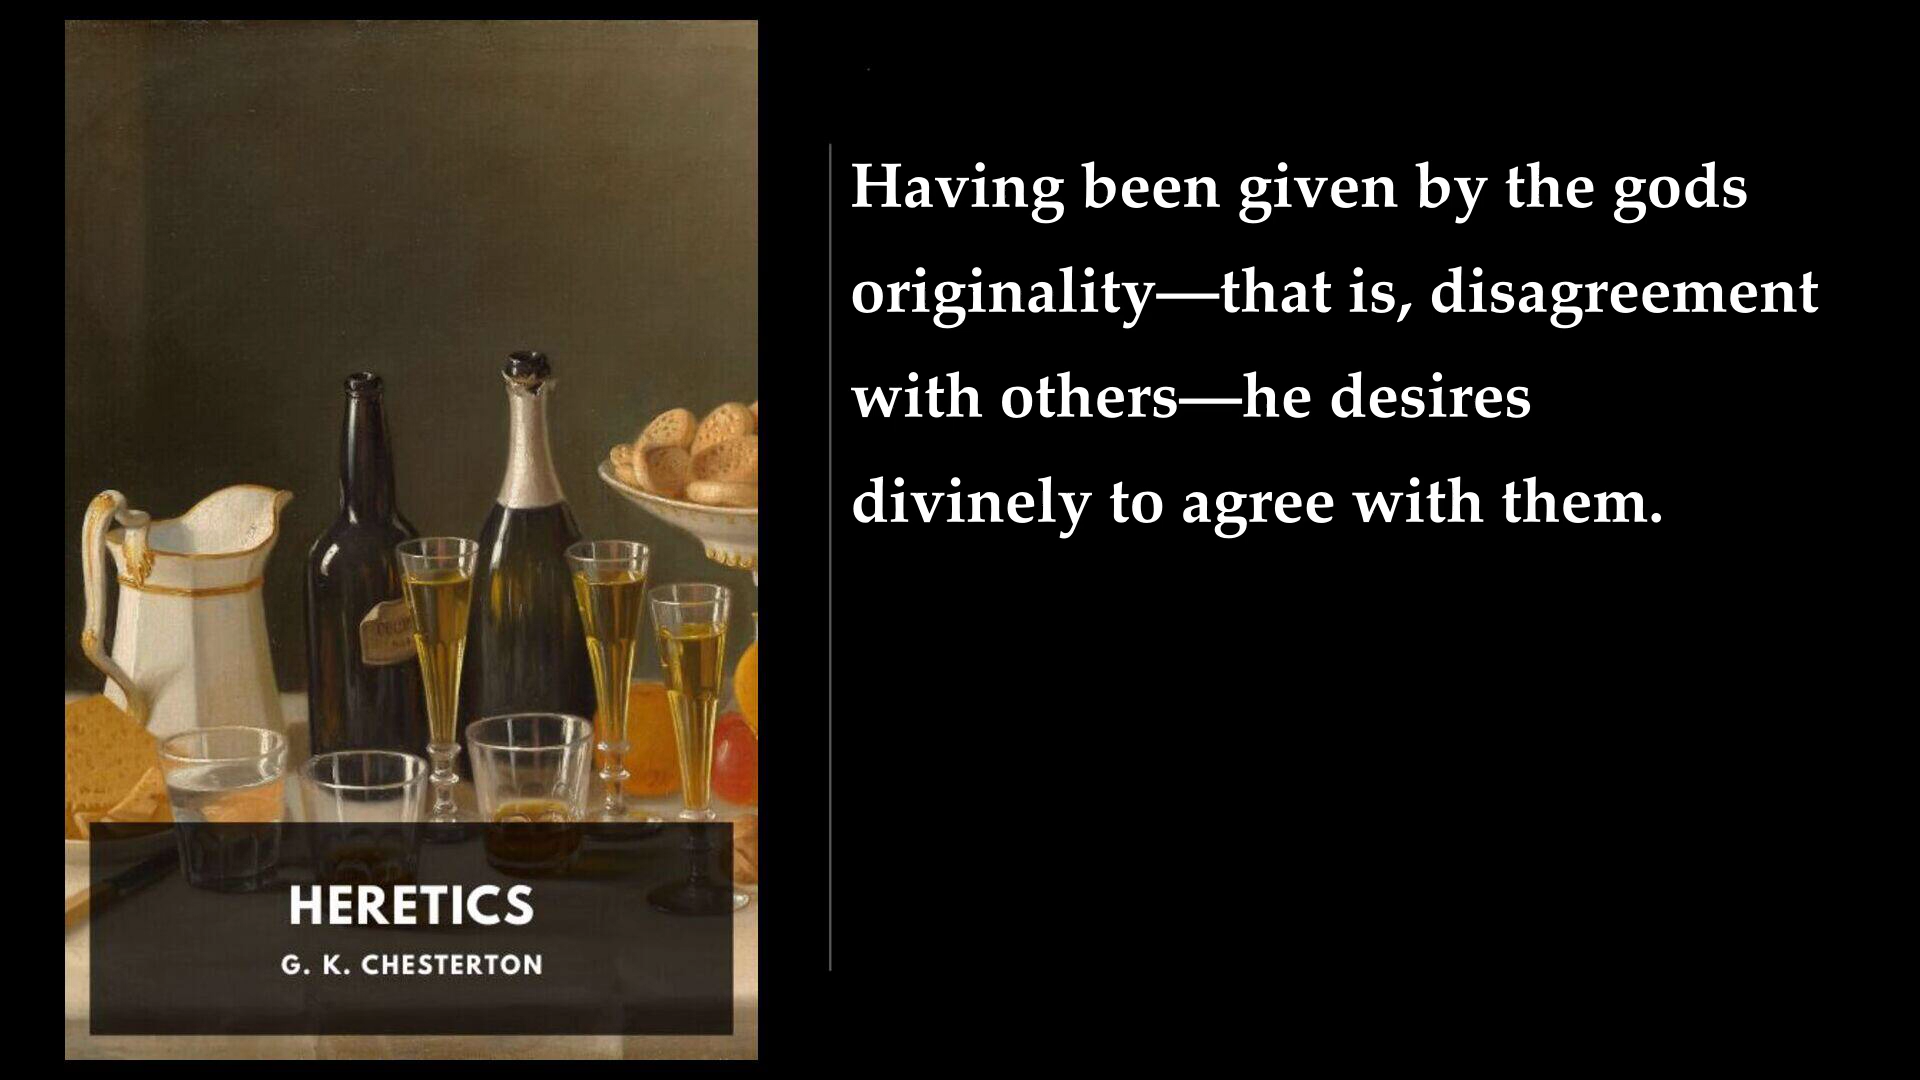 Having been given by the gods
originality—that is, disagreement
with others—he desires
divinely to agree with them.
HERETICS
G. K. CHESTERTON